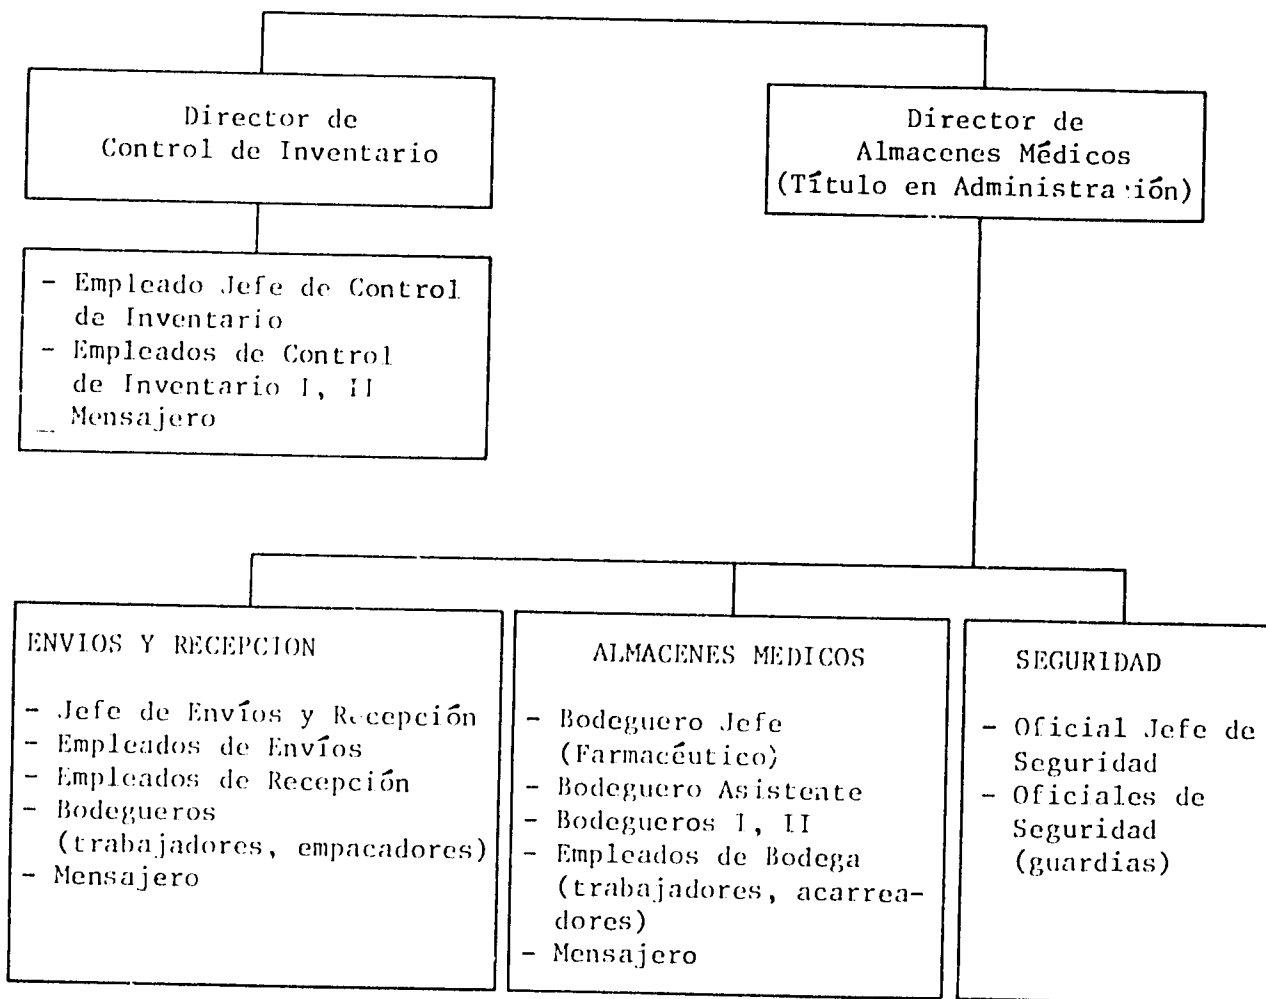 Director de
Control de Inventario
Director de
Almacenes Médicos
(Título en Administración)
- Empleado Jefe de Control
de Inventario
- Empleados de Control
de Inventario I, II
- Mensajero
ENVIOS Y RECEPCION
- Jefe de Envíos y Recepción
- Empleados de Envíos
- Empleados de Recepción
- Bodegueros
(trabajadores, empacadores)
- Mensajero
ALMACENES MEDICOS
- Bodeguero Jefe
(Farmacéutico)
- Bodeguero Asistente
- Bodegueros I, II
- Empleados de Bodega
(trabajadores, acarrea-
dores)
- Mensajero
SEGURIDAD
- Oficial Jefe de
Seguridad
- Oficiales de
Seguridad
(guardias)